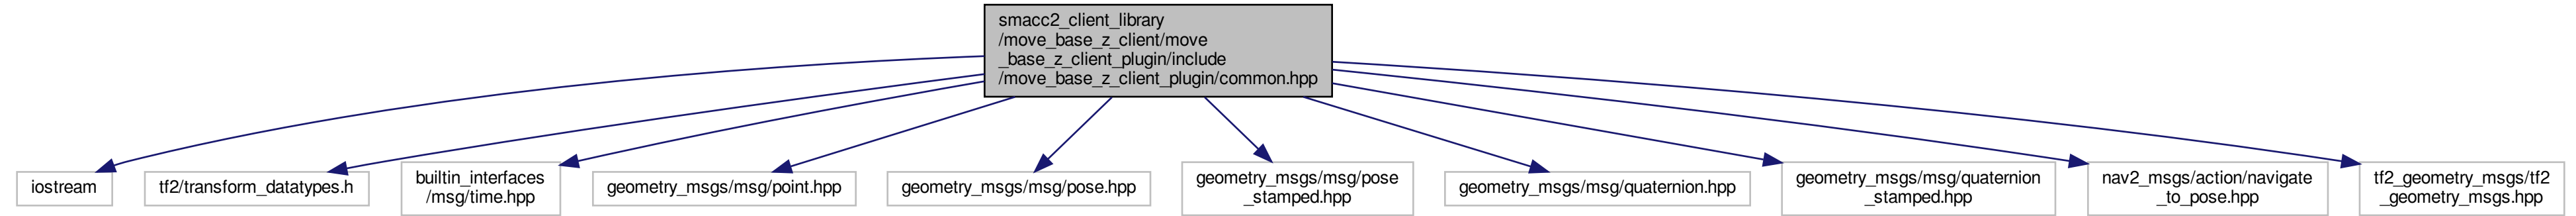 smacc2_client_library
/move_base_z_client/move
_base_z_client_plugin/include
/move_base_z_client_plugin/common.hpp
iostream
tf2/transform_datatypes.h
builtin_interfaces
/msg/time.hpp
geometry_msgs/msg/point.hpp
geometry_msgs/msg/pose.hpp
geometry_msgs/msg/pose
_stamped.hpp
geometry_msgs/msg/quaternion.hpp
geometry_msgs/msg/quaternion
_stamped.hpp
nav2_msgs/action/navigate
_to_pose.hpp
tf2_geometry_msgs/tf2
_geometry_msgs.hpp